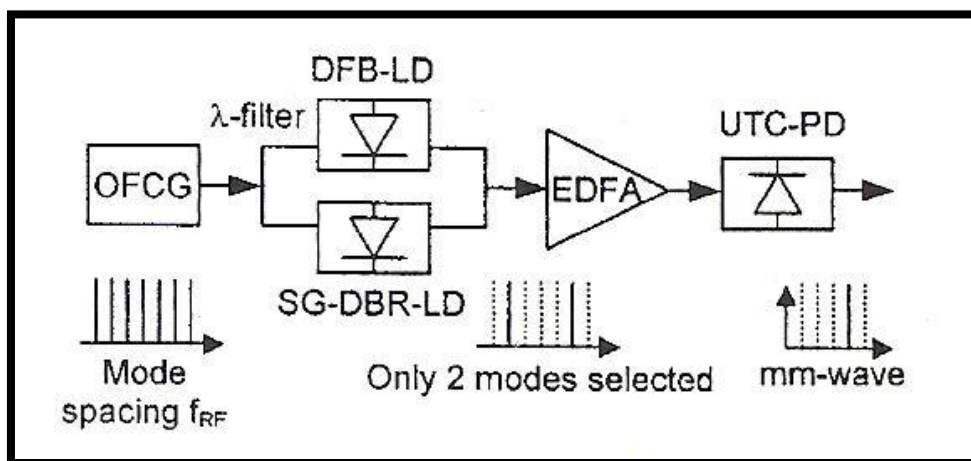 DFB-LD
λ-filter
UTC-PD
OFCG
EDFA
SG-DBR-LD
Mode
spacing fRF
Only 2 modes selected
mm-wave